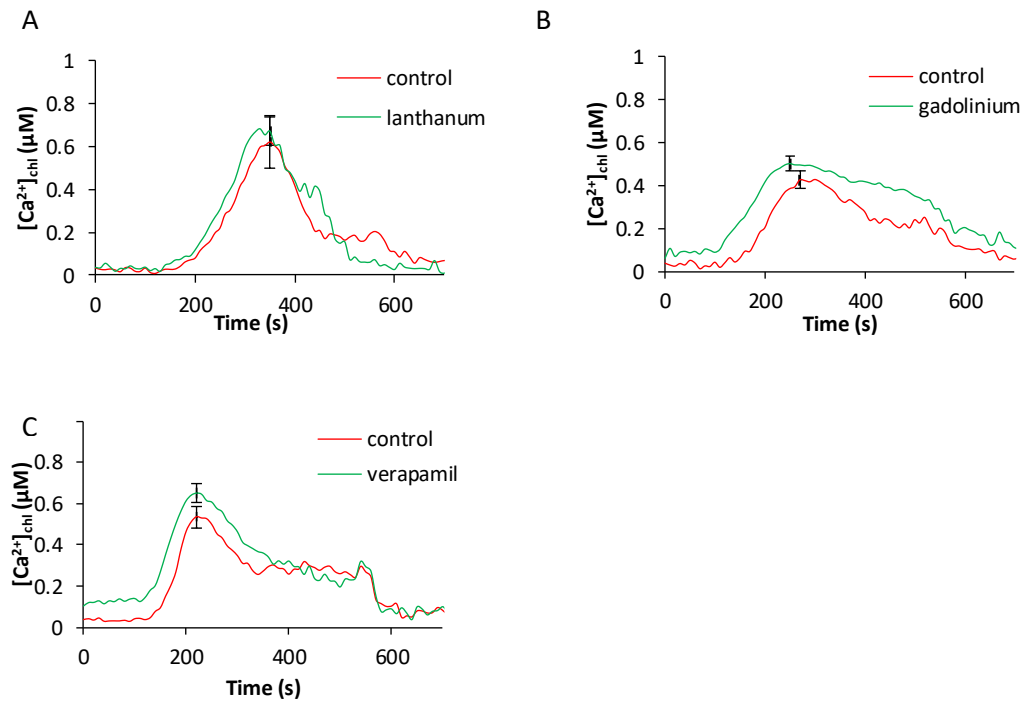 A
1
0.8
0.6
0.4
0.2
0
[Ca²⁺]chl (µM)
control
lanthanum
0 200 400 600
Time (s)
B
1
0.8
0.6
0.4
0.2
0
[Ca²⁺]chl (µM)
control
gadolinium
0 200 400 600
Time (s)
C
0.8
0.6
0.4
0.2
0
[Ca²⁺]chl (µM)
control
verapamil
0 200 400 600
Time (s)